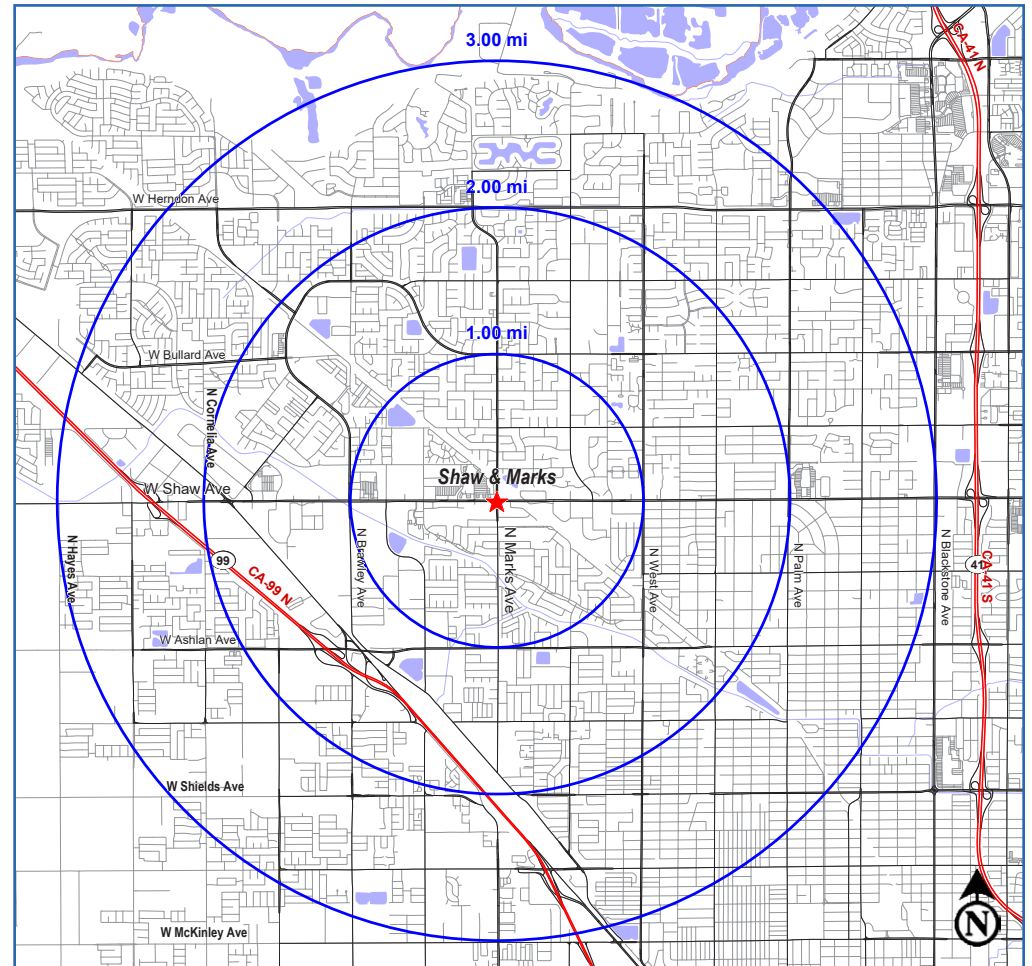 3.00 mi
CA-41 N
2.00 mi
W Herndon Ave
1.00 mi
W Bullard Ave
N Cornelia Ave
Shaw & Marks
W Shaw Ave
N Hayes Ave
N Brawley Ave
N Marks Ave
N West Ave
N Palm Ave
N Blackstone Ave
99
CA-99 N
41
CA-41 S
W Ashlan Ave
W Shields Ave
W McKinley Ave
N